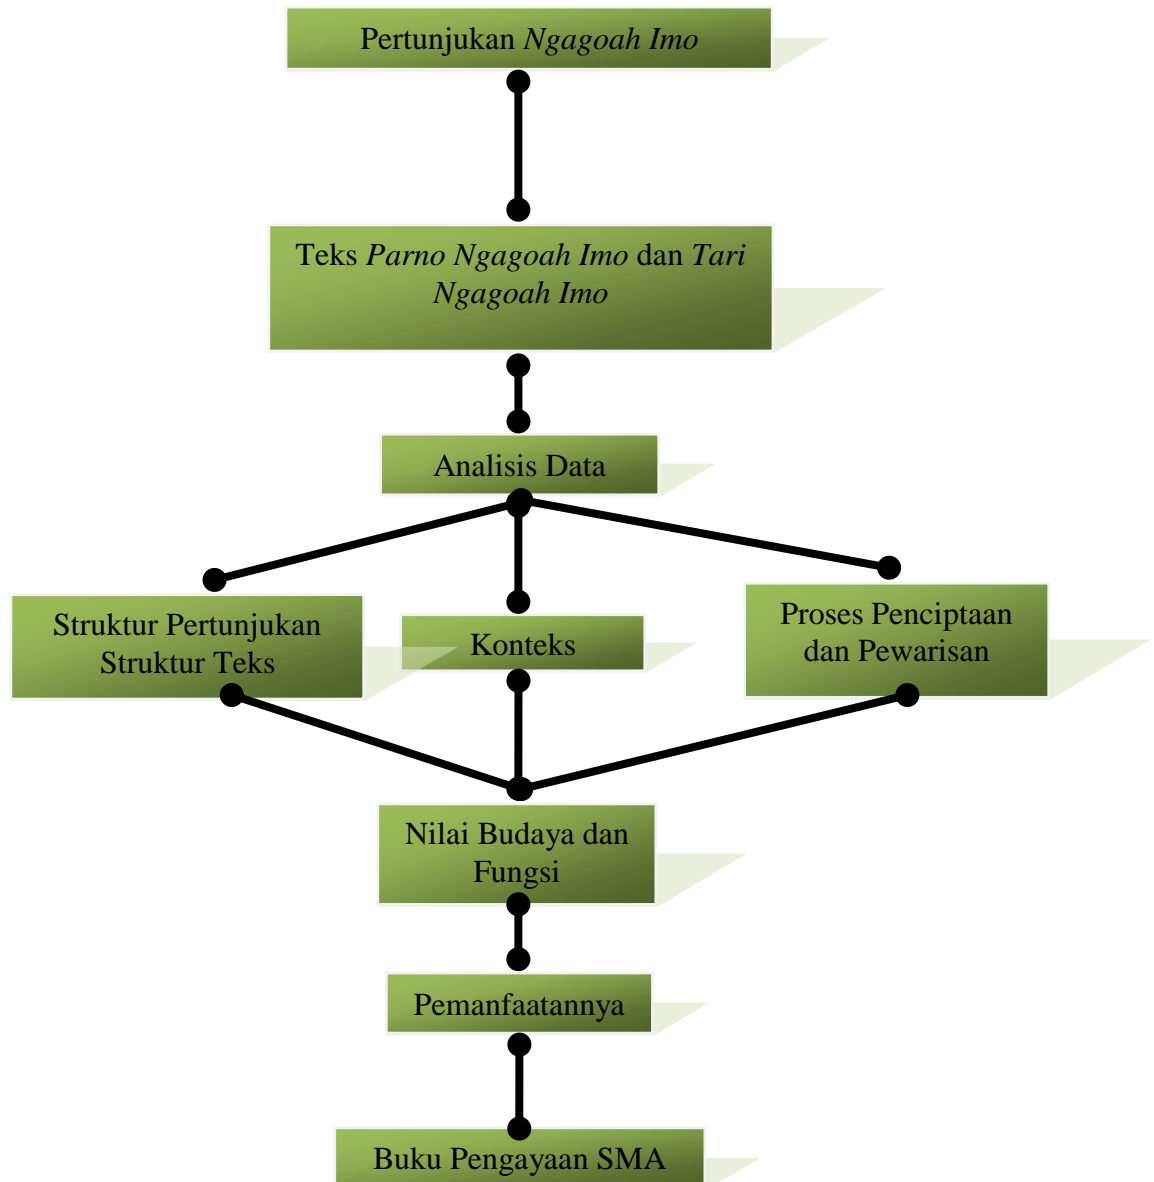 Pertunjukan Ngagoah Imo
Teks Parno Ngagoah Imo dan Tari
Ngagoah Imo
Analisis Data
Struktur Pertunjukan
Struktur Teks
Konteks
Proses Penciptaan
dan Pewarisan
Nilai Budaya dan
Fungsi
Pemanfaatannya
Buku Pengayaan SMA